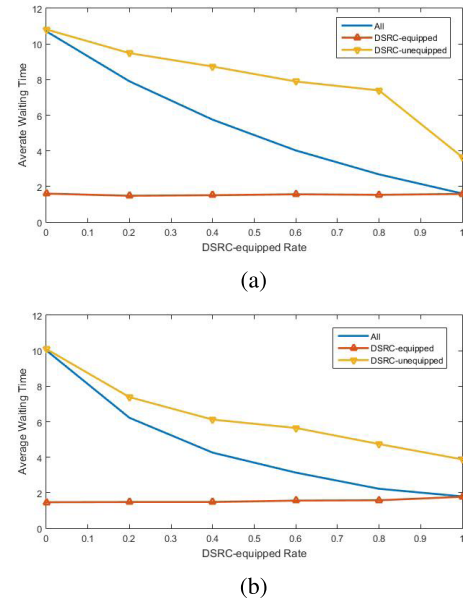 12
10
8
6
4
2
0
Averate Waiting Time
All
DSRC-equipped
DSRC-unequipped
0 0.1 0.2 0.3 0.4 0.5 0.6 0.7 0.8 0.9 1
DSRC-equipped Rate
(a)
12
10
8
6
4
2
0
Average Waiting Time
All
DSRC-equipped
DSRC-unequipped
0 0.1 0.2 0.3 0.4 0.5 0.6 0.7 0.8 0.9 1
DSRC-equipped Rate
(b)